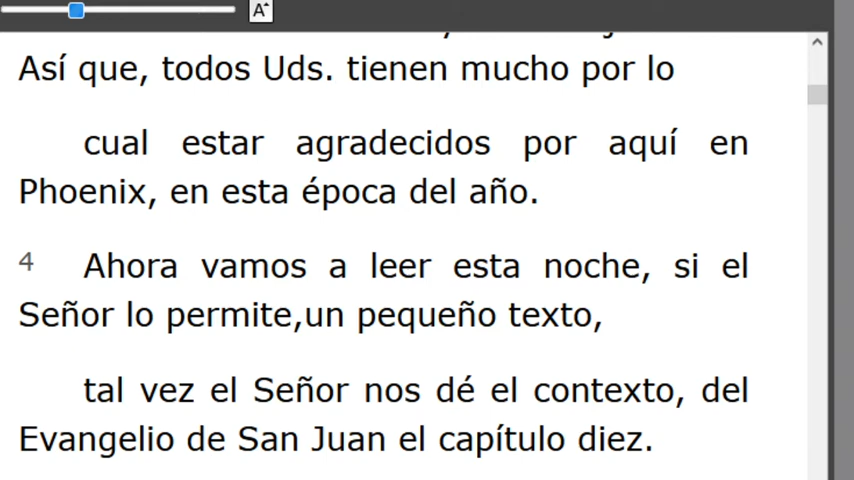 A
Así que, todos Uds. tienen mucho por lo
cual estar agradecidos por aquí en
Phoenix, en esta época del año.
4 Ahora vamos a leer esta noche, si el
Señor lo permite,un pequeño texto,
tal vez el Señor nos dé el contexto, del
Evangelio de San Juan el capítulo diez.